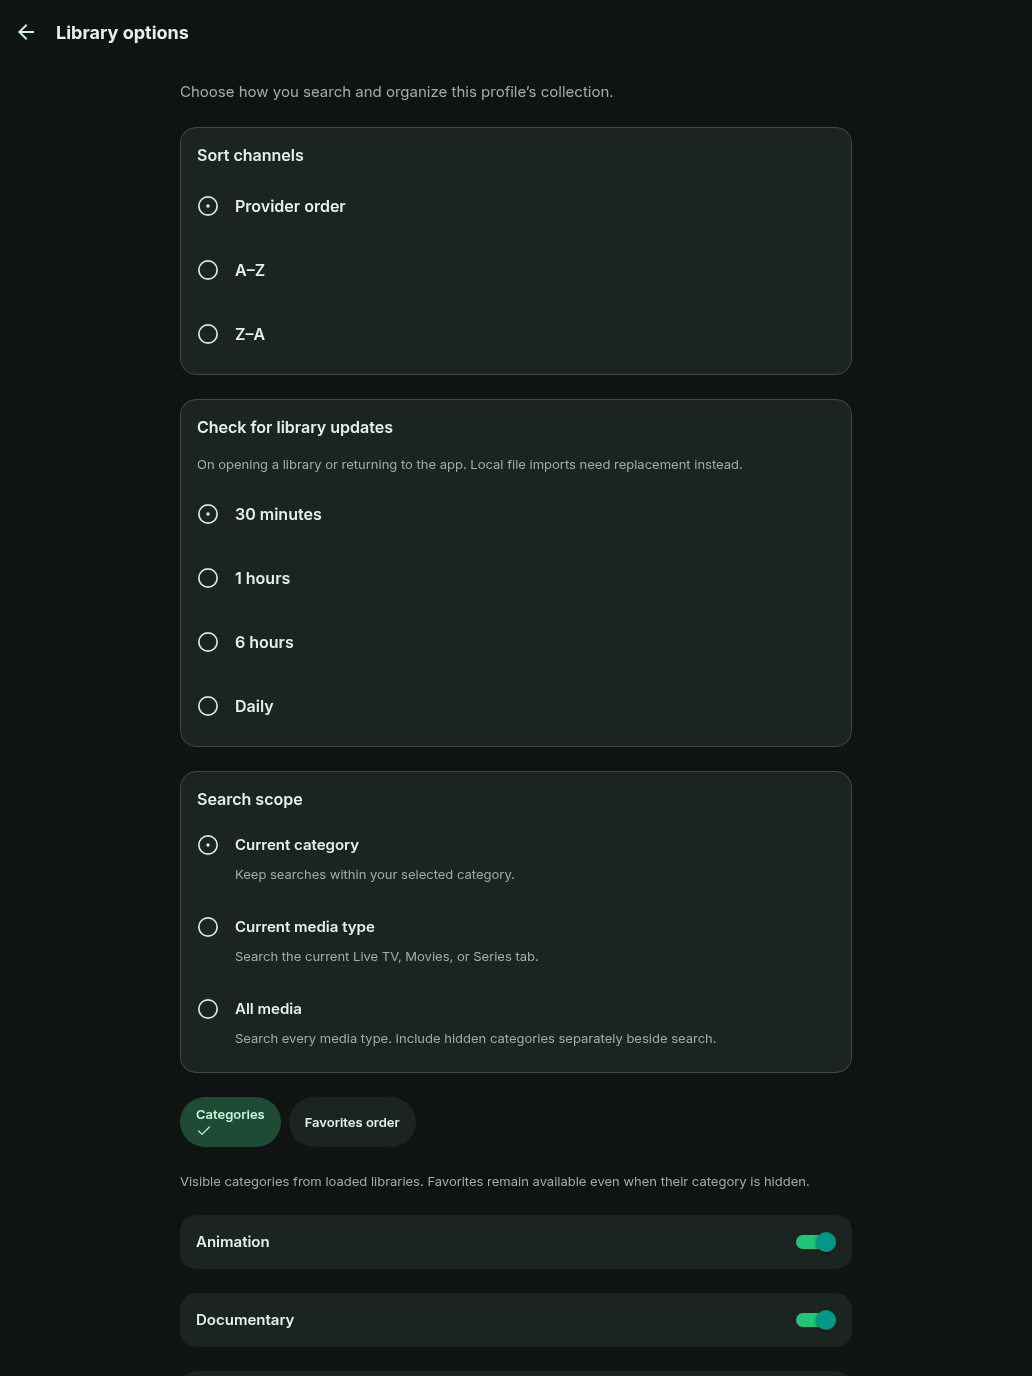 Library options
Choose how you search and organize this profile’s collection.
Sort channels
Provider order
A–Z
Z–A
Check for library updates
On opening a library or returning to the app. Local file imports need replacement instead.
30 minutes
1 hours
6 hours
Daily
Search scope
Current category
Keep searches within your selected category.
Current media type
Search the current Live TV, Movies, or Series tab.
All media
Search every media type. Include hidden categories separately beside search.
Categories
Favorites order
Visible categories from loaded libraries. Favorites remain available even when their category is hidden.
Animation
Documentary